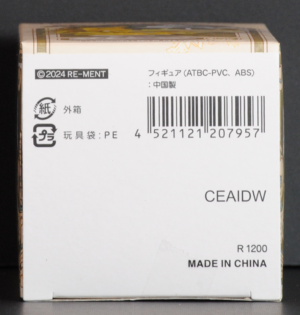 ©2024 RE-MENT
フィギュア(ATBC-PVC, ABS)
:中国製
紙 外箱
プラ 玩具袋:PE
4 521121 207957
CEAIDW
R 1200
MADE IN CHINA